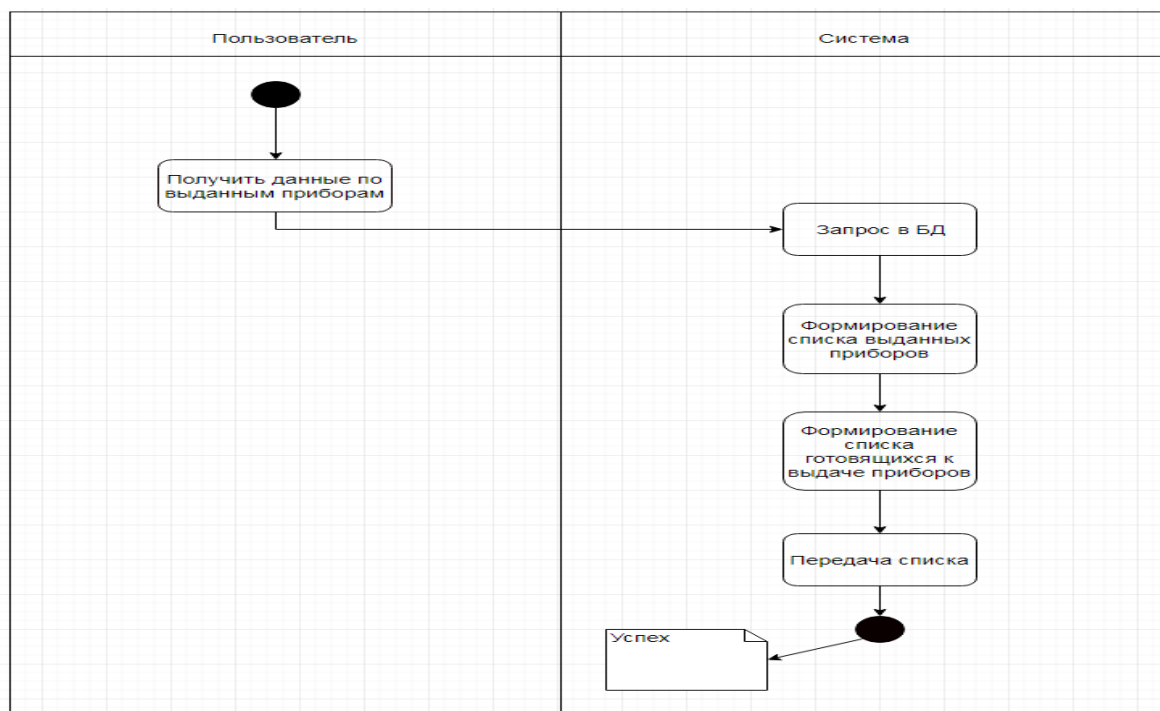 Пользователь
Система
Получить данные по
выданным приборам
Запрос в БД
Формирование
списка выданных
приборов
Формирование
списка
готовящихся к
выдаче приборов
Передача списка
Успех